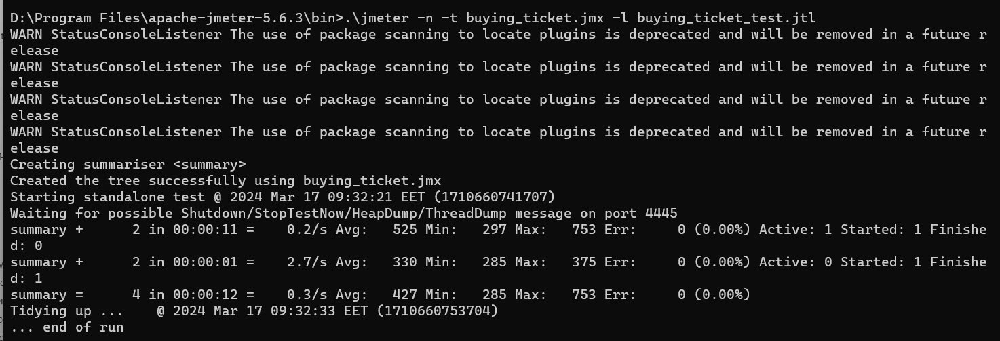 D:\Program Files\apache-jmeter-5.6.3\bin>.\jmeter -n -t buying_ticket.jmx -l buying_ticket_test.jtl
WARN StatusConsoleListener The use of package scanning to locate plugins is deprecated and will be removed in a future r
elease
WARN StatusConsoleListener The use of package scanning to locate plugins is deprecated and will be removed in a future r
elease
WARN StatusConsoleListener The use of package scanning to locate plugins is deprecated and will be removed in a future r
elease
WARN StatusConsoleListener The use of package scanning to locate plugins is deprecated and will be removed in a future r
elease
Creating summariser <summary>
Created the tree successfully using buying_ticket.jmx
Starting standalone test @ 2024 Mar 17 09:32:21 EET (1710660741707)
Waiting for possible Shutdown/StopTestNow/HeapDump/ThreadDump message on port 4445
summary +      2 in 00:00:11 =    0.2/s Avg:   525 Min:   297 Max:   753 Err:     0 (0.00%) Active: 1 Started: 1 Finishe
d: 0
summary +      2 in 00:00:01 =    2.7/s Avg:   330 Min:   285 Max:   375 Err:     0 (0.00%) Active: 0 Started: 1 Finishe
d: 1
summary =      4 in 00:00:12 =    0.3/s Avg:   427 Min:   285 Max:   753 Err:     0 (0.00%)
Tidying up ...    @ 2024 Mar 17 09:32:33 EET (1710660753704)
... end of run